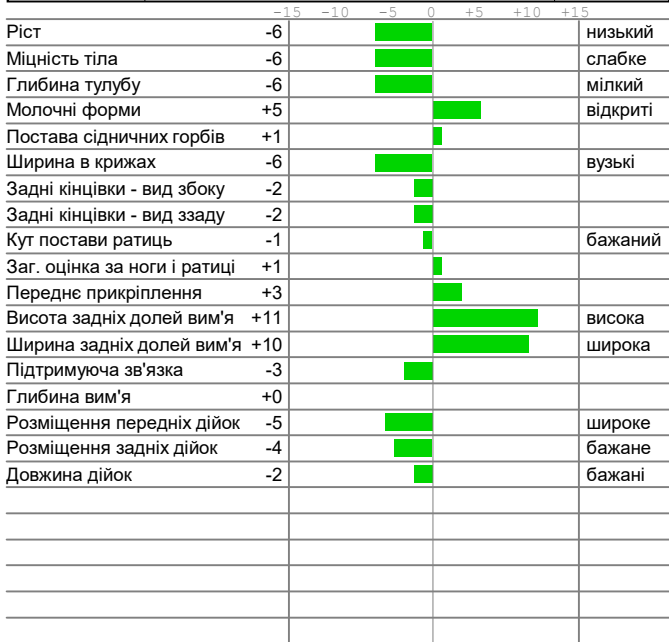 -15 -10 -5 0 +5 +10 +15
Ріст -6 низький
Міцність тіла -6 слабке
Глибина тулубу -6 мілкий
Молочні форми +5 відкриті
Постава сідничних горбів +1
Ширина в крижах -6 вузькі
Задні кінцівки - вид збоку -2
Задні кінцівки - вид ззаду -2
Кут постави ратиць -1 бажаний
Заг. оцінка за ноги і ратиці +1
Переднє прикріплення +3
Висота задніх долей вим'я +11 висока
Ширина задніх долей вим'я +10 широка
Підтримуюча зв'язка -3
Глибина вим'я +0
Розміщення передніх дійок -5 широке
Розміщення задніх дійок -4 бажане
Довжина дійок -2 бажані